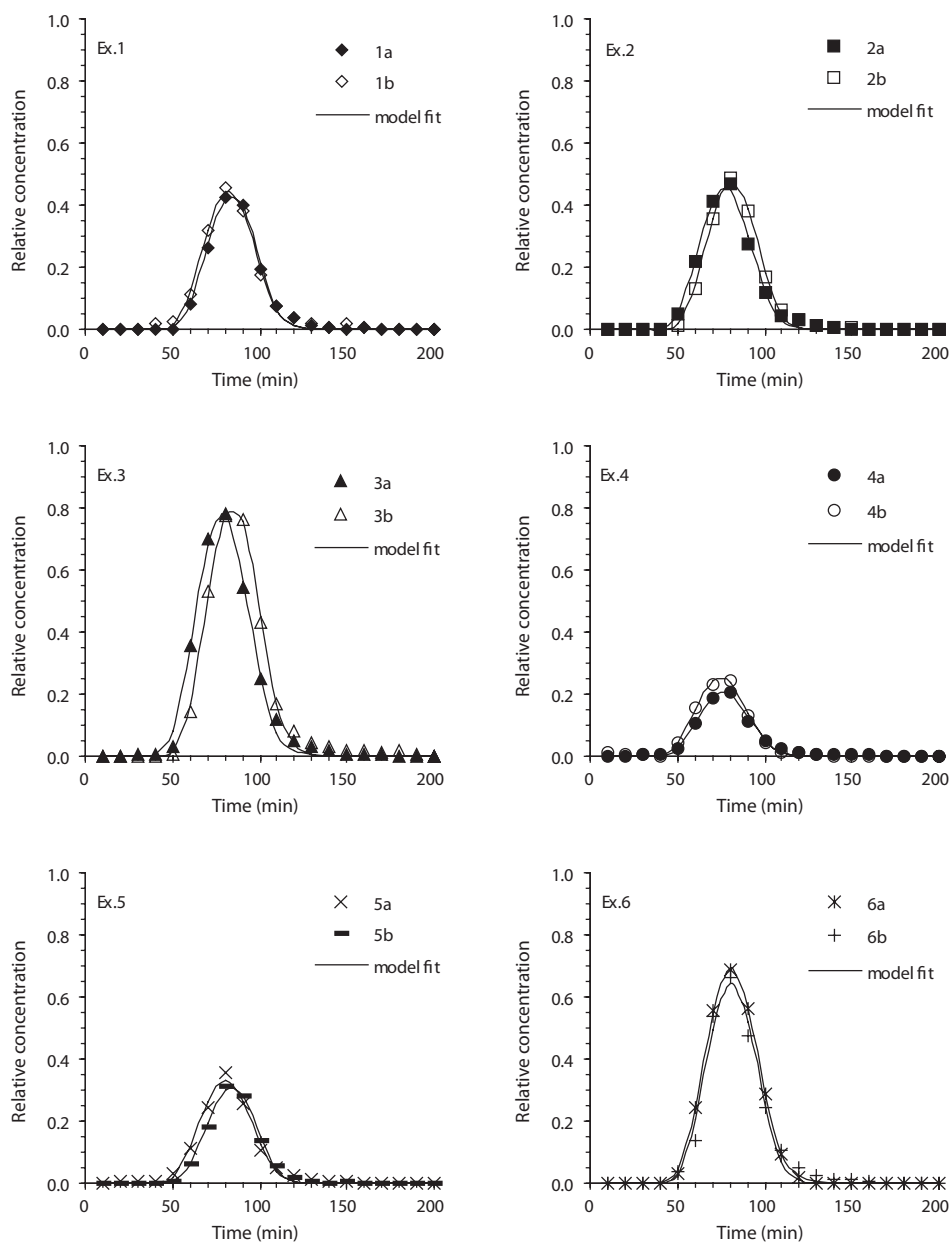 Ex.1
1a
1b
model fit
1.0
0.8
0.6
0.4
0.2
0.0
Relative concentration
0 50 100 150 200
Time (min)
Ex.2
2a
2b
model fit
1.0
0.8
0.6
0.4
0.2
0.0
Relative concentration
0 50 100 150 200
Time (min)
Ex.3
3a
3b
model fit
1.0
0.8
0.6
0.4
0.2
0.0
Relative concentration
0 50 100 150 200
Time (min)
Ex.4
4a
4b
model fit
1.0
0.8
0.6
0.4
0.2
0.0
Relative concentration
0 50 100 150 200
Time (min)
Ex.5
5a
5b
model fit
1.0
0.8
0.6
0.4
0.2
0.0
Relative concentration
0 50 100 150 200
Time (min)
Ex.6
6a
6b
model fit
1.0
0.8
0.6
0.4
0.2
0.0
Relative concentration
0 50 100 150 200
Time (min)